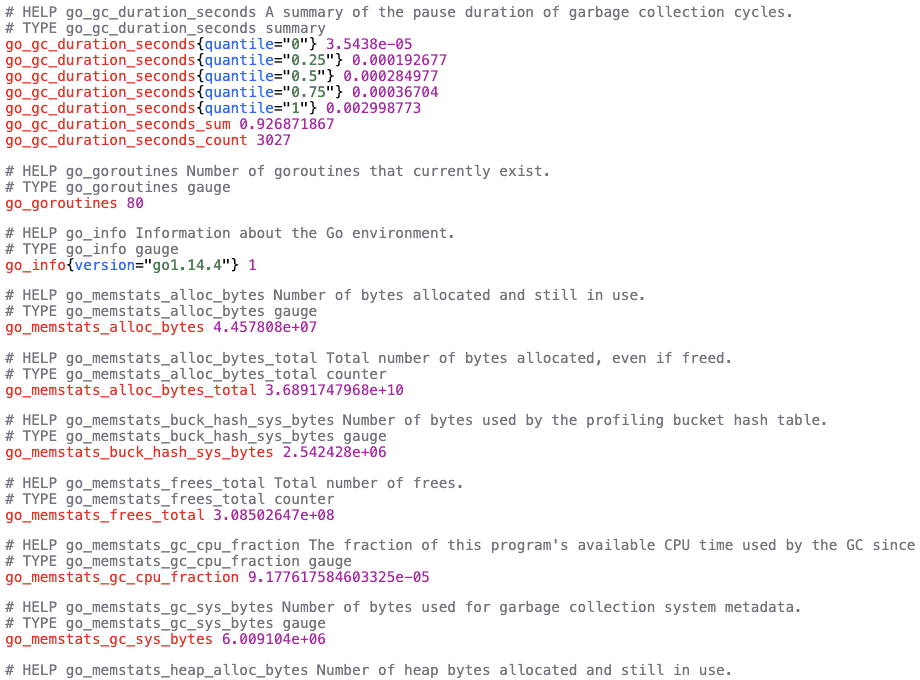 # HELP go_gc_duration_seconds A summary of the pause duration of garbage collection cycles.
# TYPE go_gc_duration_seconds summary
go_gc_duration_seconds{quantile="0"} 3.5438e-05
go_gc_duration_seconds{quantile="0.25"} 0.000192677
go_gc_duration_seconds{quantile="0.5"} 0.000284977
go_gc_duration_seconds{quantile="0.75"} 0.00036704
go_gc_duration_seconds{quantile="1"} 0.002998773
go_gc_duration_seconds_sum 0.926871867
go_gc_duration_seconds_count 3027
# HELP go_goroutines Number of goroutines that currently exist.
# TYPE go_goroutines gauge
go_goroutines 80
# HELP go_info Information about the Go environment.
# TYPE go_info gauge
go_info{version="go1.14.4"} 1
# HELP go_memstats_alloc_bytes Number of bytes allocated and still in use.
# TYPE go_memstats_alloc_bytes gauge
go_memstats_alloc_bytes 4.457808e+07
# HELP go_memstats_alloc_bytes_total Total number of bytes allocated, even if freed.
# TYPE go_memstats_alloc_bytes_total counter
go_memstats_alloc_bytes_total 3.6891747968e+10
# HELP go_memstats_buck_hash_sys_bytes Number of bytes used by the profiling bucket hash table.
# TYPE go_memstats_buck_hash_sys_bytes gauge
go_memstats_buck_hash_sys_bytes 2.542428e+06
# HELP go_memstats_frees_total Total number of frees.
# TYPE go_memstats_frees_total counter
go_memstats_frees_total 3.08502647e+08
# HELP go_memstats_gc_cpu_fraction The fraction of this program's available CPU time used by the GC since
# TYPE go_memstats_gc_cpu_fraction gauge
go_memstats_gc_cpu_fraction 9.177617584603325e-05
# HELP go_memstats_gc_sys_bytes Number of bytes used for garbage collection system metadata.
# TYPE go_memstats_gc_sys_bytes gauge
go_memstats_gc_sys_bytes 6.009104e+06
# HELP go_memstats_heap_alloc_bytes Number of heap bytes allocated and still in use.